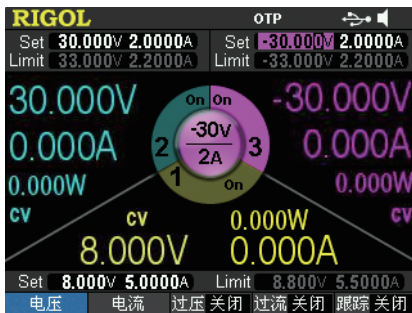 RIGOL OTP
Set 30.000V 2.0000A Set -30.000V 2.0000A
Limit 33.000V 2.2000A Limit -33.000V 2.2000A
30.000V On On -30.000V
-30V
0.000A 2 2A 3 0.000A
0.000W 1 On 0.000W
CV CV 0.000W CV
8.000V 0.000A
Set 8.000V 5.0000A Limit 8.800V 5.5000A
电压 电流 过压 关闭 过流 关闭 跟踪 关闭